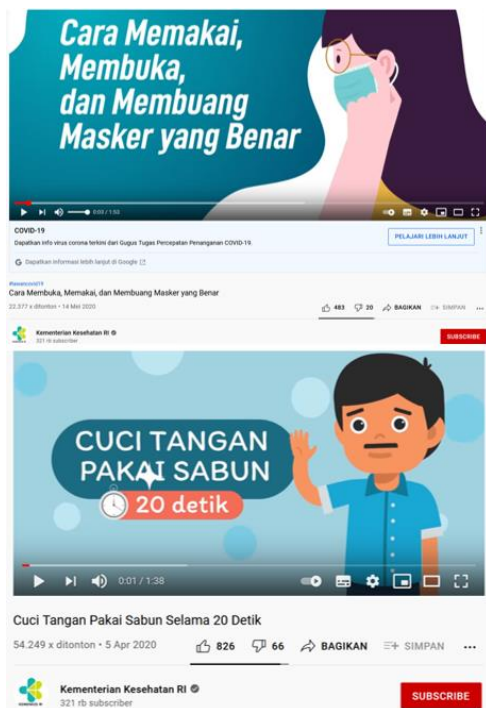 Cara Memakai,
Membuka,
dan Membuang
Masker yang Benar
0:03 / 1:50
COVID-19
Dapatkan info virus corona terkini dari Gugus Tugas Percepatan Penanganan COVID-19.
PELAJARI LEBIH LANJUT
Dapatkan informasi lebih lanjut di Google
Cara Membuka, Memakai, dan Membuang Masker yang Benar
22.377 x ditonton • 14 Mei 2020
483 20 BAGIKAN SIMPAN
Kementerian Kesehatan RI
321 rb subscriber
SUBSCRIBE
CUCI TANGAN
PAKAI SABUN
20 detik
0:01 / 1:38
Cuci Tangan Pakai Sabun Selama 20 Detik
54.249 x ditonton • 5 Apr 2020
826 66 BAGIKAN SIMPAN
Kementerian Kesehatan RI
321 rb subscriber
SUBSCRIBE